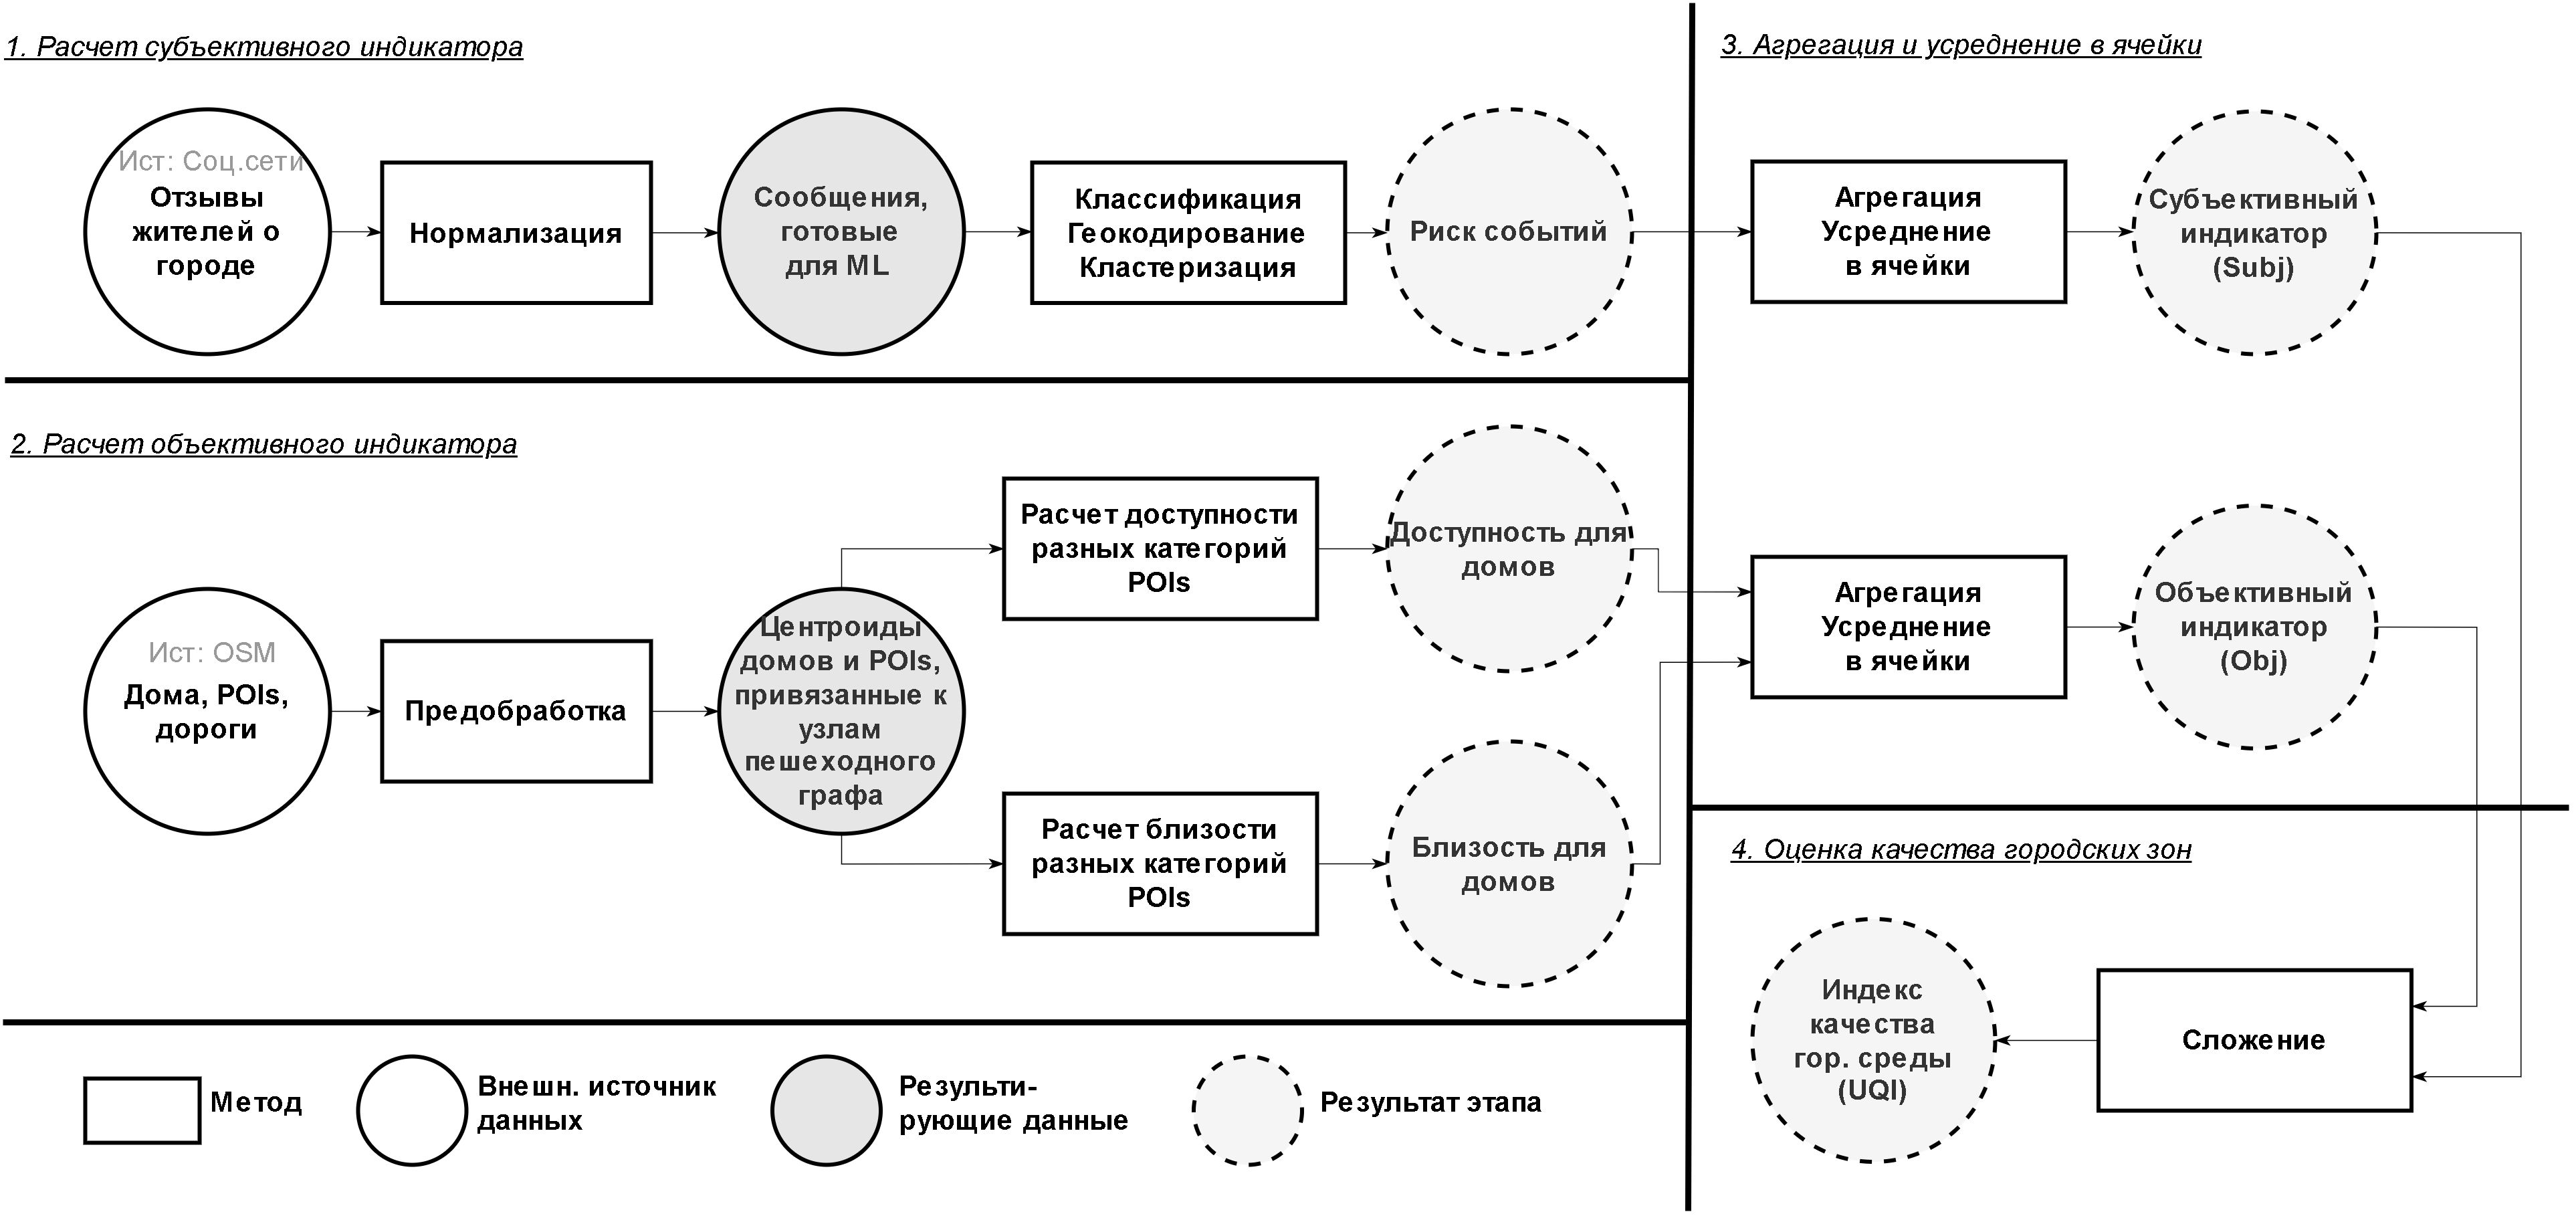 1. Расчет субъективного индикатора
Ист: Соц.сети
Отзывы
жителей о
городе
Нормализация
Сообщения,
готовые
для ML
Классификация
Геокодирование
Кластеризация
Риск событий
2. Расчет объективного индикатора
Ист: OSM
Дома, POIs,
дороги
Предобработка
Центроиды
домов и POIs,
привязанные к
узлам
пешеходного
графа
Расчет доступности
разных категорий
POIs
Доступность для
домов
Расчет близости
разных категорий
POIs
Близость для
домов
3. Агрегация и усреднение в ячейки
Агрегация
Усреднение
в ячейки
Субъективный
индикатор
(Subj)
Агрегация
Усреднение
в ячейки
Объективный
индикатор
(Obj)
4. Оценка качества городских зон
Индекс
качества
гор. среды
(UQI)
Сложение
Метод
Внешн. источник
данных
Результи-
рующие данные
Результат этапа